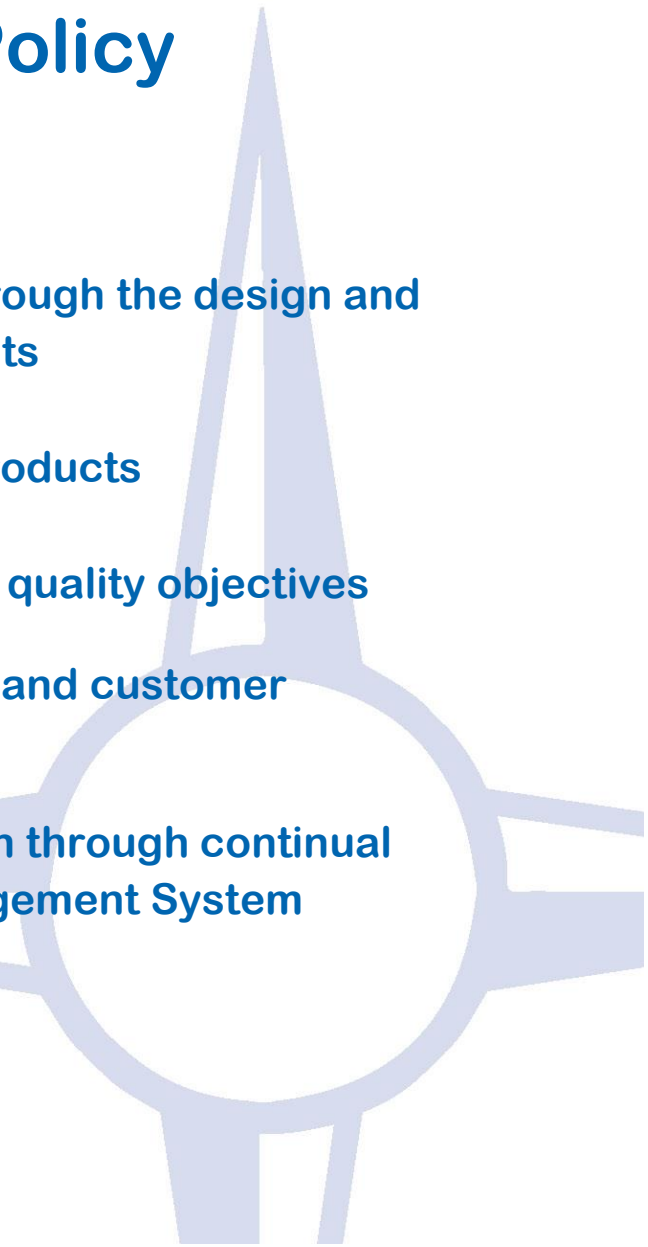 Policy
rough the design and
ts
oducts
quality objectives
and customer
n through continual
gement System